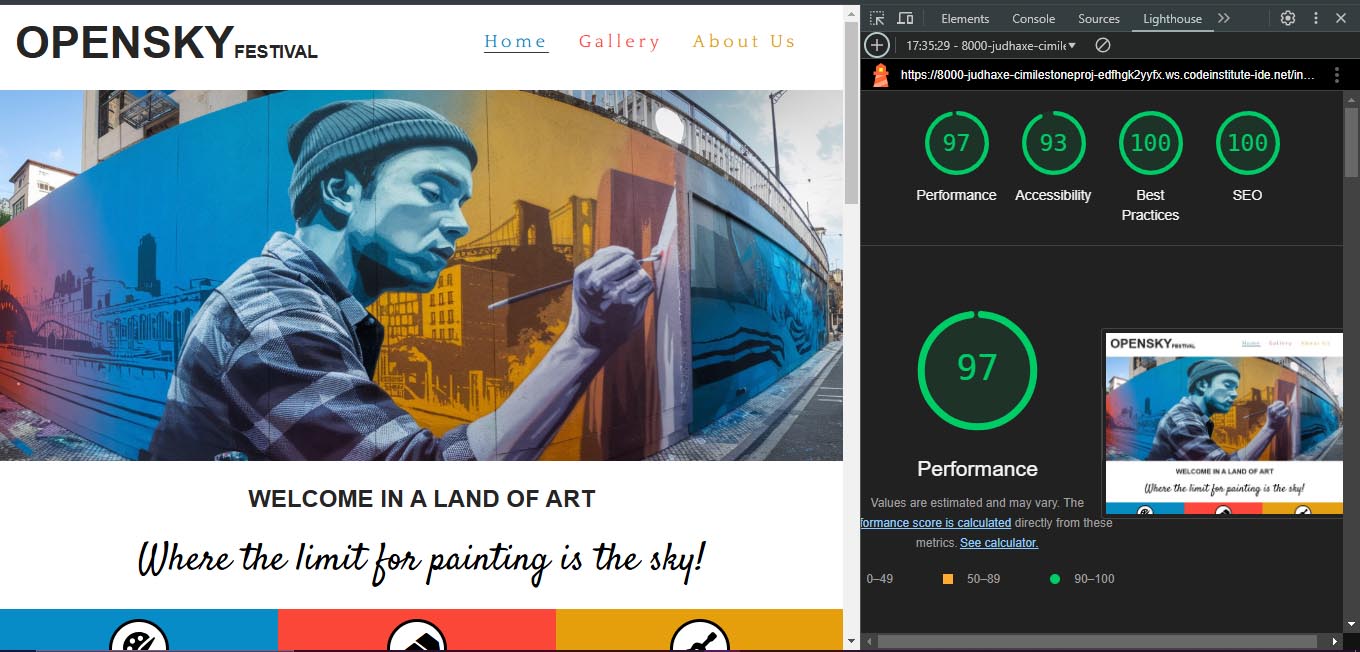 OPENSKYFESTIVAL
Home Gallery About Us
WELCOME IN A LAND OF ART
Where the limit for painting is the sky!
Elements Console Sources Lighthouse
17:35:29 - 8000-judhaxe-cimile
https://8000-judhaxe-cimilestoneproj-edfhgk2yyfx.ws.codeinstitute-ide.net/in...
97 93 100 100
Performance Accessibility Best Practices SEO
97
Performance
Values are estimated and may vary. The
formance score is calculated directly from these
metrics. See calculator.
0–49 50–89 90–100
OPENSKYFESTIVAL
Home Gallery About Us
WELCOME IN A LAND OF ART
Where the limit for painting is the sky!